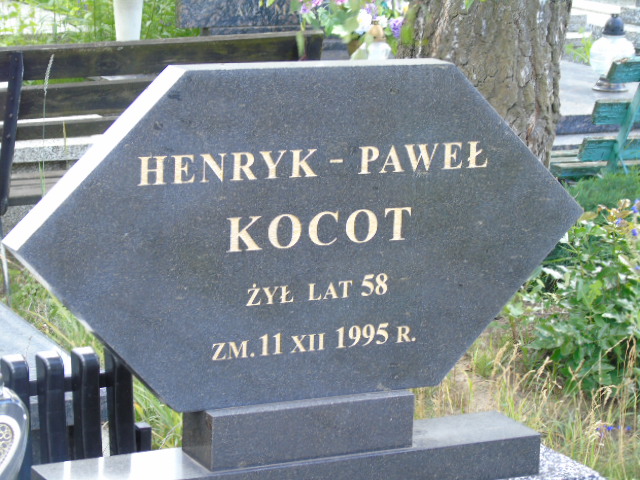 HENRYK - PAWEŁ
KOCOT
ŻYŁ LAT 58
ZM. 11 XII 1995 R.